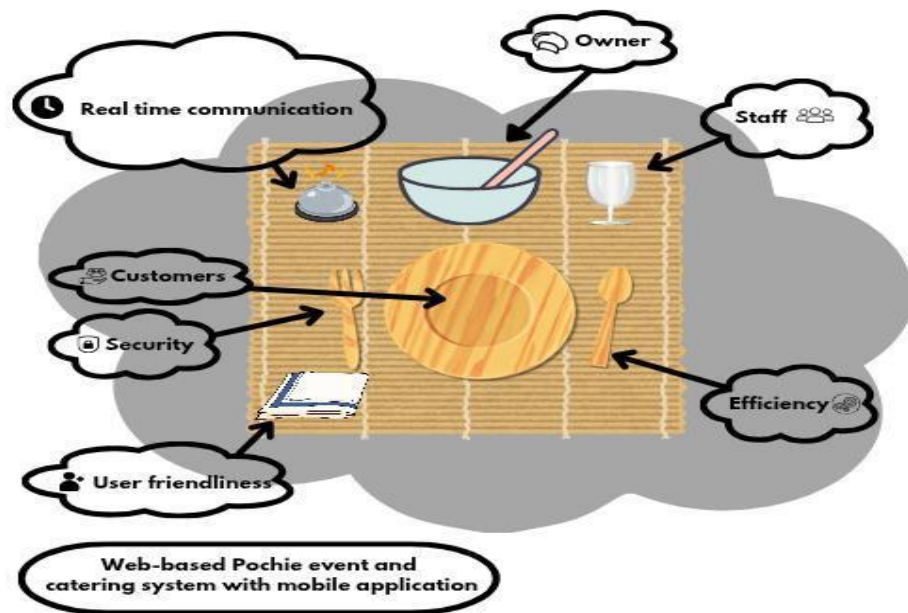 Owner
Real time communication
Staff
Customers
Security
Efficiency
User friendliness
Web-based Pochie event and
catering system with mobile application